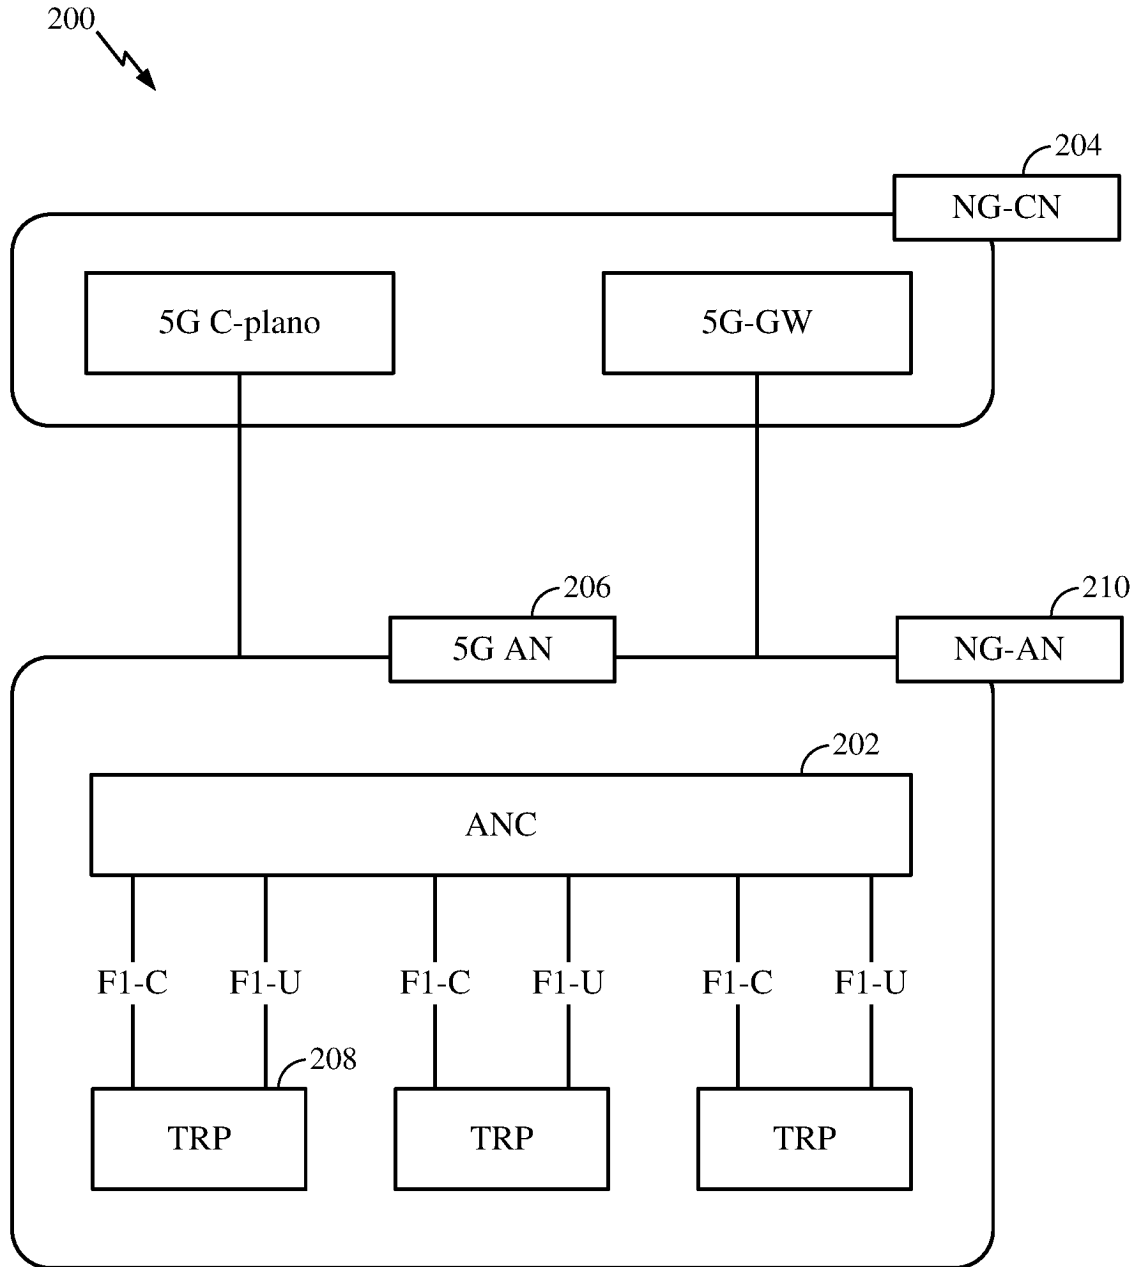 200
204
NG-CN
5G C-plano
5G-GW
206
210
5G AN
NG-AN
202
ANC
F1-C F1-U F1-C F1-U F1-C F1-U
208
TRP TRP TRP